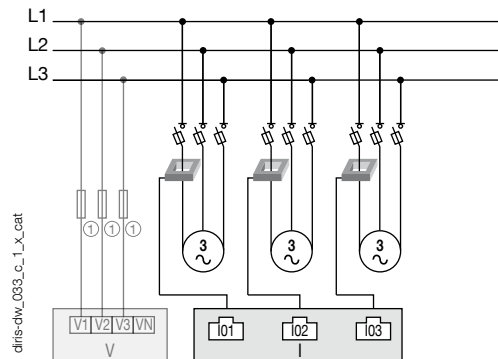 L1
L2
L3
3 3 3
∼ ∼ ∼
1 1 1
V1 V2 V3 VN
V
I01 I02 I03
I
diris-dw_033_c_1_x_cat